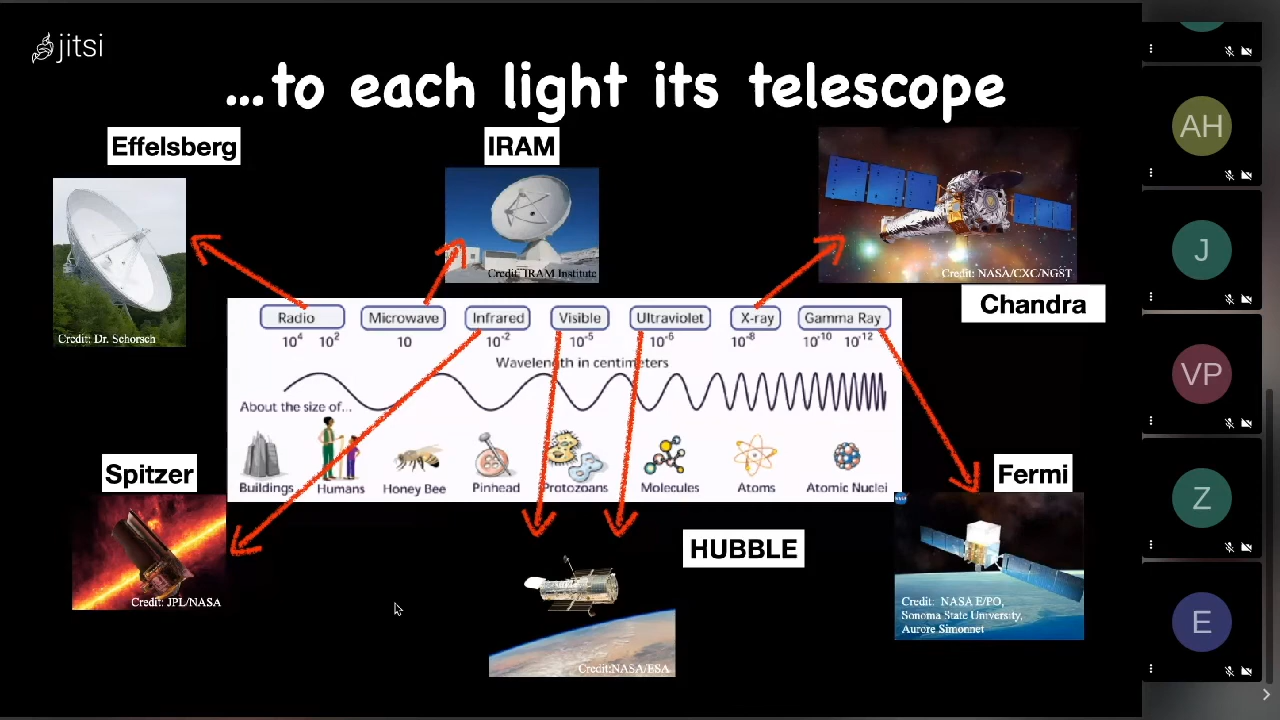 jitsi
...to each light its telescope
Effelsberg
IRAM
Credit: Dr. Schorsch
Credit: IRAM Institute
Credit: NASA/CXC/NGST
Chandra
Radio Microwave Infrared Visible Ultraviolet X-ray Gamma Ray
10⁴ 10² 10 10⁻² 10⁻⁵ 10⁻⁶ 10⁻⁸ 10⁻¹⁰ 10⁻¹²
Wavelength in centimeters
About the size of...
Buildings Humans Honey Bee Pinhead Protozoans Molecules Atoms Atomic Nuclei
Spitzer
Credit: JPL/NASA
HUBBLE
Credit:NASA/ESA
Fermi
Credit: NASA E/PO,
Sonoma State University,
Aurore Simonnet
AH
J
VP
Z
E